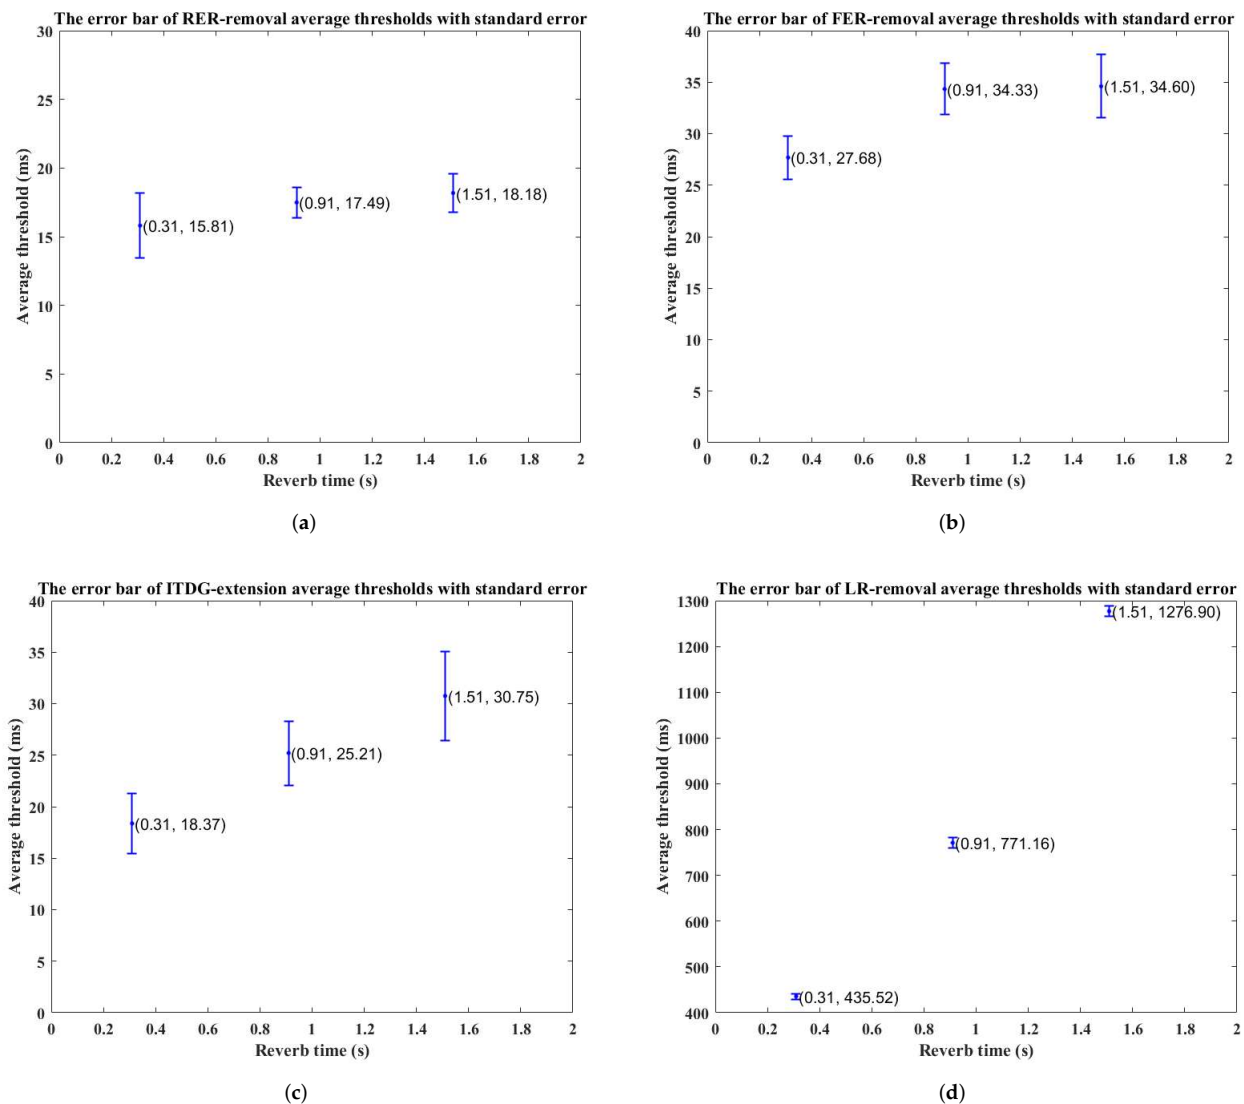 The error bar of RER-removal average thresholds with standard error
30
25
20
15
10
5
0
Average threshold (ms)
(0.31, 15.81)
(0.91, 17.49)
(1.51, 18.18)
0 0.2 0.4 0.6 0.8 1 1.2 1.4 1.6 1.8 2
Reverb time (s)
(a)
The error bar of FER-removal average thresholds with standard error
40
35
30
25
20
15
10
5
0
Average threshold (ms)
(0.31, 27.68)
(0.91, 34.33)
(1.51, 34.60)
0 0.2 0.4 0.6 0.8 1 1.2 1.4 1.6 1.8 2
Reverb time (s)
(b)
The error bar of ITDG-extension average thresholds with standard error
40
35
30
25
20
15
10
5
0
Average threshold (ms)
(0.31, 18.37)
(0.91, 25.21)
(1.51, 30.75)
0 0.2 0.4 0.6 0.8 1 1.2 1.4 1.6 1.8 2
Reverb time (s)
(c)
The error bar of LR-removal average thresholds with standard error
1300
1200
1100
1000
900
800
700
600
500
400
Average threshold (ms)
(0.31, 435.52)
(0.91, 771.16)
(1.51, 1276.90)
0 0.2 0.4 0.6 0.8 1 1.2 1.4 1.6 1.8 2
Reverb time (s)
(d)